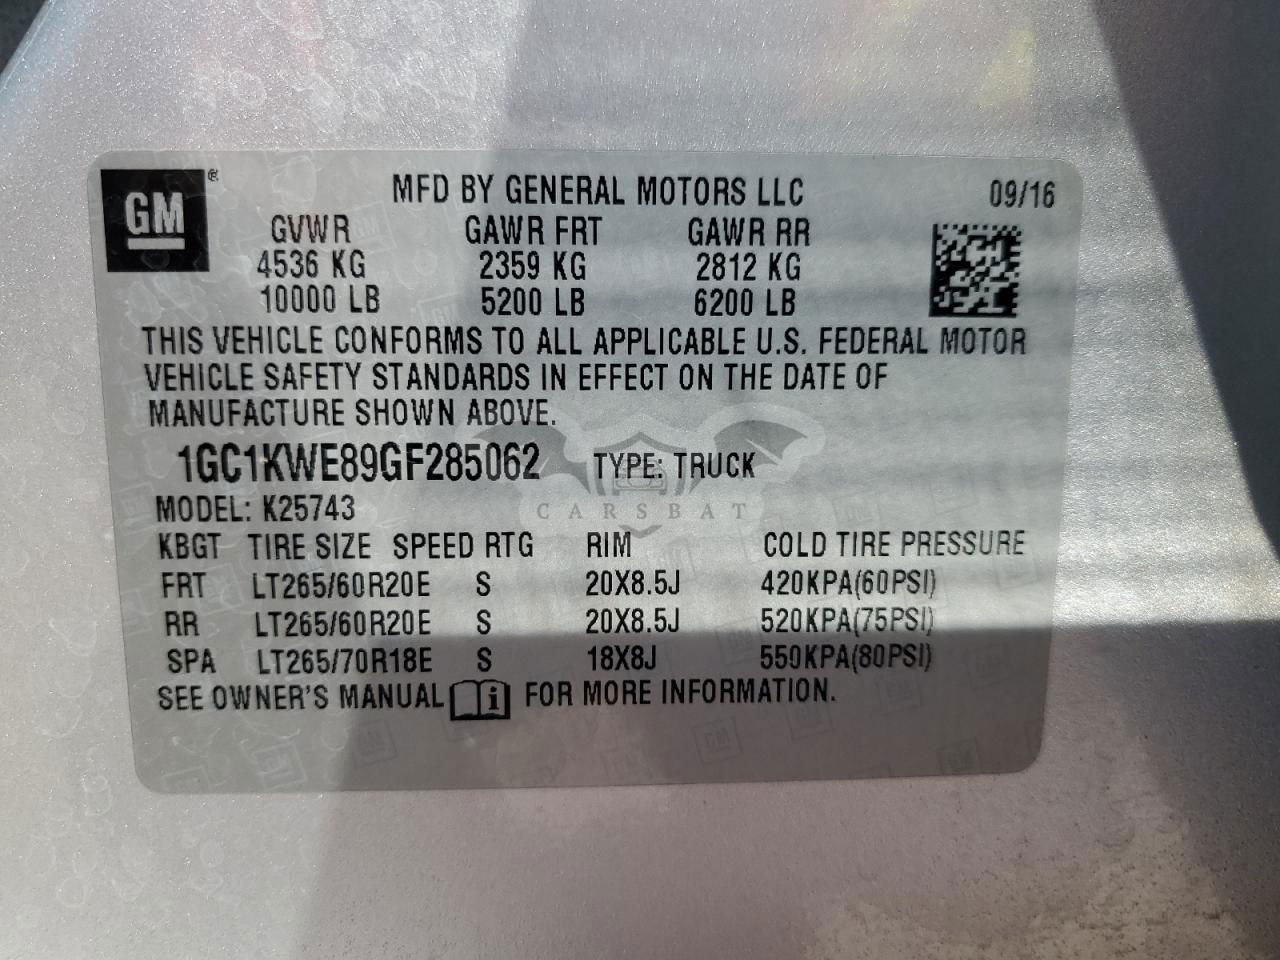 GM®
MFD BY GENERAL MOTORS LLC 09/16
GVWR GAWR FRT GAWR RR
4536 KG 2359 KG 2812 KG
10000 LB 5200 LB 6200 LB
THIS VEHICLE CONFORMS TO ALL APPLICABLE U.S. FEDERAL MOTOR
VEHICLE SAFETY STANDARDS IN EFFECT ON THE DATE OF
MANUFACTURE SHOWN ABOVE.
1GC1KWE89GF285062 TYPE: TRUCK
CARSBAT
MODEL: K25743
KBGT TIRE SIZE SPEED RTG RIM COLD TIRE PRESSURE
FRT LT265/60R20E S 20X8.5J 420KPA(60PSI)
RR LT265/60R20E S 20X8.5J 520KPA(75PSI)
SPA LT265/70R18E S 18X8J 550KPA(80PSI)
SEE OWNER'S MANUAL i FOR MORE INFORMATION.